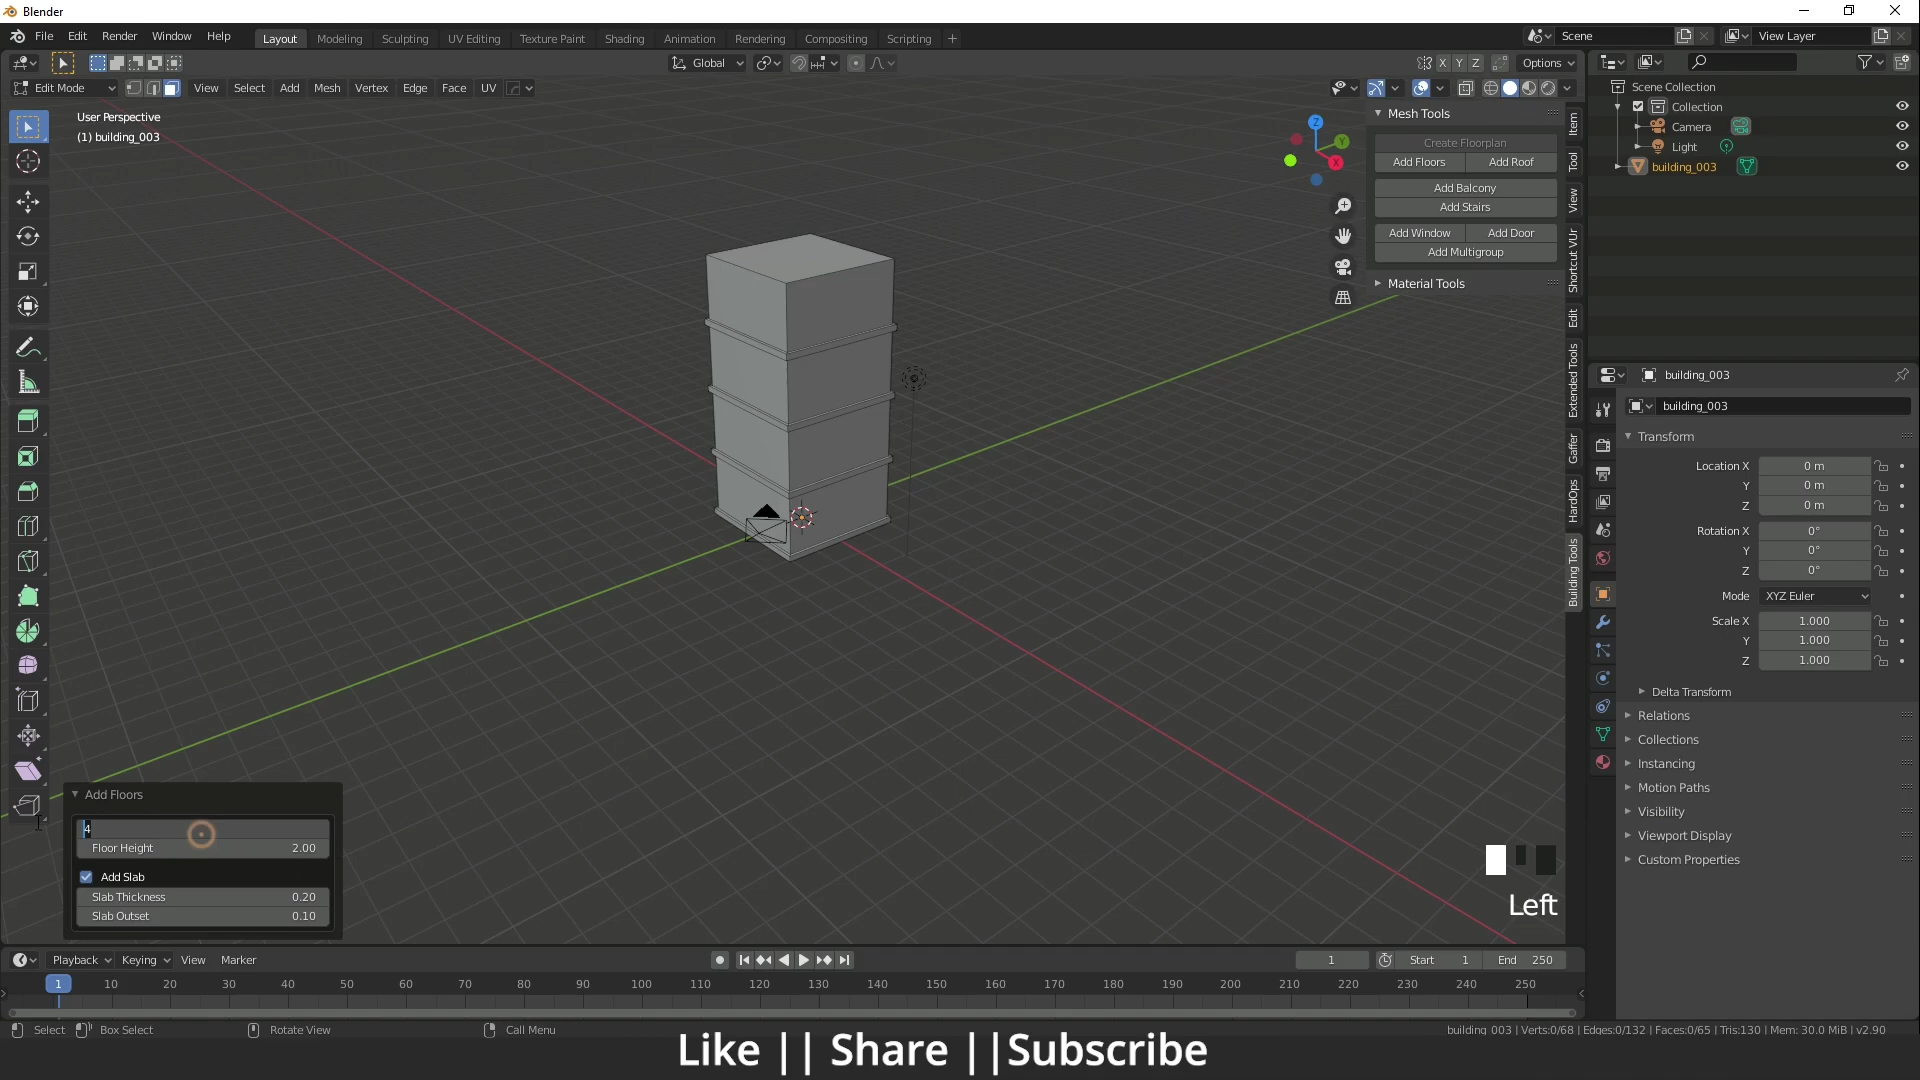 Blender
File Edit Render Window Help
Layout Modeling Sculpting UV Editing Texture Paint Shading Animation Rendering Compositing Scripting +
Scene View Layer
Global X Y Z Options
Edit Mode View Select Add Mesh Vertex Edge Face UV
User Perspective
(1) building_003
Z
Y
X
Mesh Tools
Create Floorplan
Add Floors Add Roof
Add Balcony
Add Stairs
Add Window Add Door
Add Multigroup
Material Tools
Item
Tool
View
Shortcut VUr
Edit
Extended Tools
Gaffer
HardOps
Building Tools
Scene Collection
Collection
Camera
Light
building_003
building_003
building_003
Transform
Location X 0 m
Y 0 m
Z 0 m
Rotation X 0°
Y 0°
Z 0°
Mode XYZ Euler
Scale X 1.000
Y 1.000
Z 1.000
Delta Transform
Relations
Collections
Instancing
Motion Paths
Visibility
Viewport Display
Custom Properties
Add Floors
4
Floor Height 2.00
Add Slab
Slab Thickness 0.20
Slab Outset 0.10
Left
Playback Keying View Marker
1 Start 1 End 250
1 10 20 30 40 50 60 70 80 90 100 110 120 130 140 150 160 170 180 190 200 210 220 230 240 250
Select Box Select Rotate View Call Menu
building_003 | Verts:0/68 | Edges:0/132 | Faces:0/65 | Tris:130 | Mem: 30.0 MiB | v2.90
Like || Share ||Subscribe